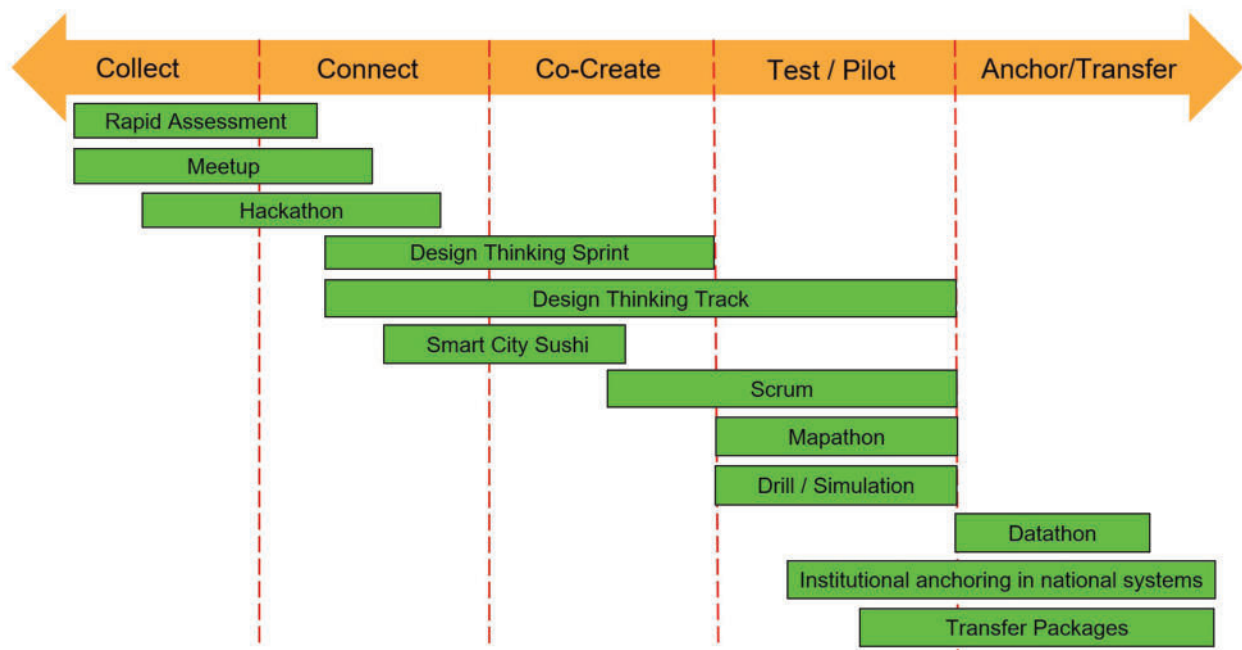 Collect Connect Co-Create Test / Pilot Anchor/Transfer
Rapid Assessment
Meetup
Hackathon
Design Thinking Sprint
Design Thinking Track
Smart City Sushi
Scrum
Mapathon
Drill / Simulation
Datathon
Institutional anchoring in national systems
Transfer Packages